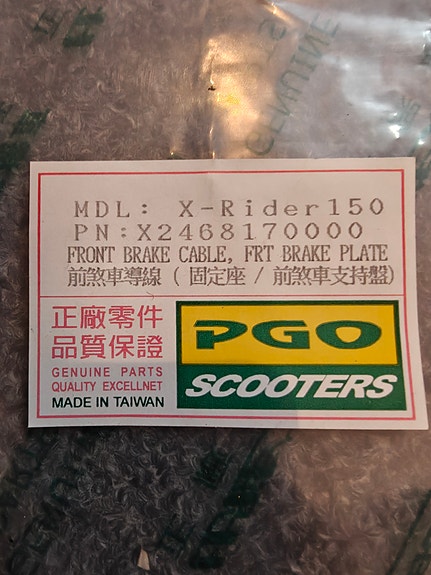 GENUINE
MDL: X-Rider150
PN:X2468170000
FRONT BRAKE CABLE, FRT BRAKE PLATE
前煞車導線 ( 固定座 / 前煞車支持盤)
正廠零件
品質保證
GENUINE PARTS
QUALITY EXCELLNET
MADE IN TAIWAN
PGO
SCOOTERS